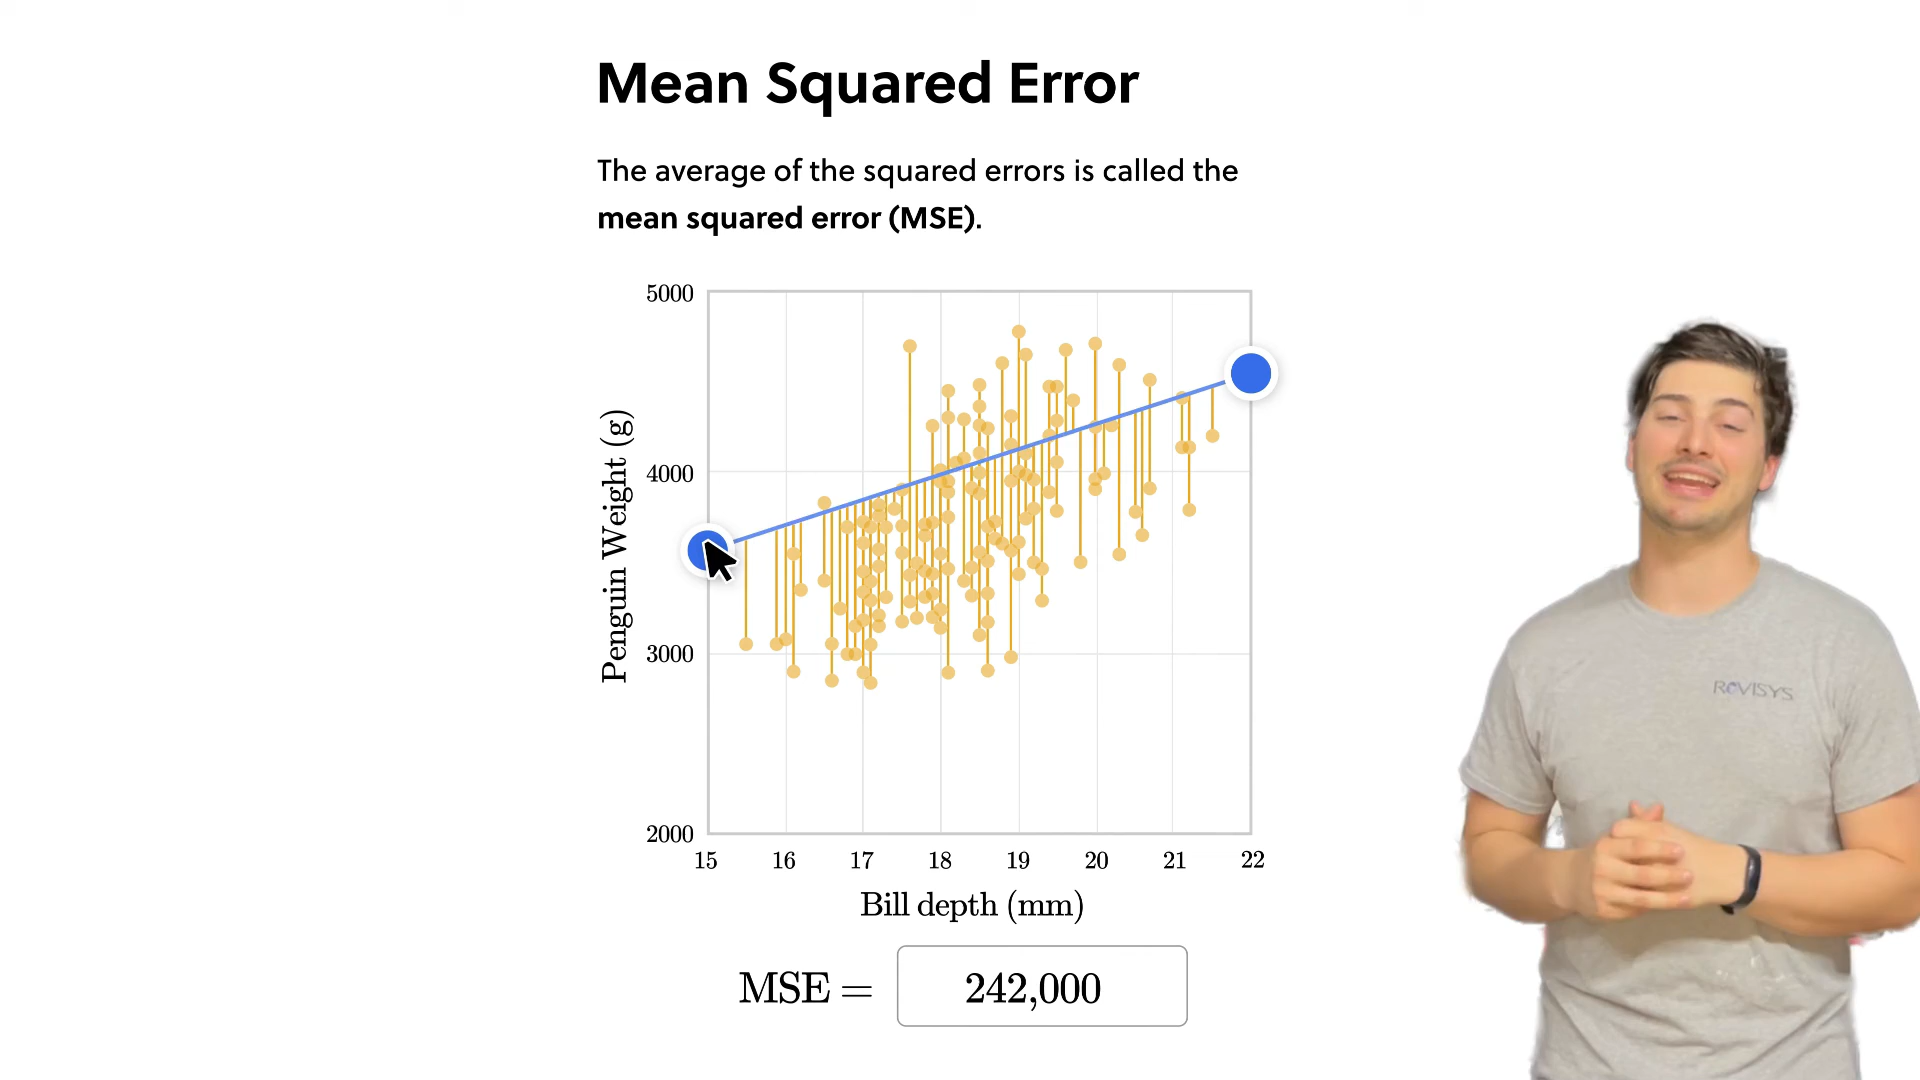 Mean Squared Error
The average of the squared errors is called the
mean squared error (MSE).
5000
4000
3000
2000
Penguin Weight (g)
15 16 17 18 19 20 21 22
Bill depth (mm)
MSE = 242,000
ROVISYS